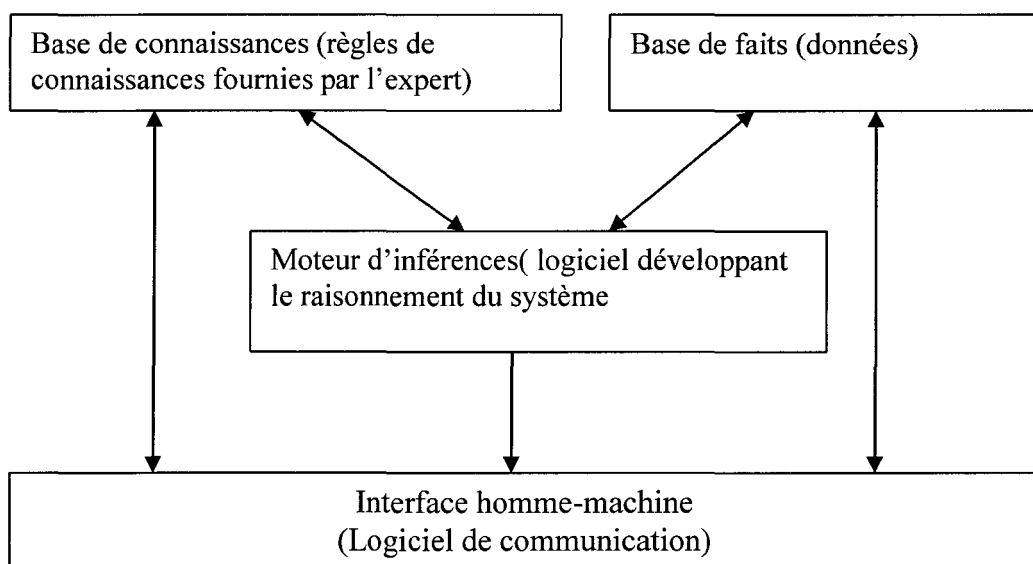 Base de connaissances (règles de
connaissances fournies par l'expert)
Base de faits (données)
Moteur d'inférences( logiciel développant
le raisonnement du système
Interface homme-machine
(Logiciel de communication)